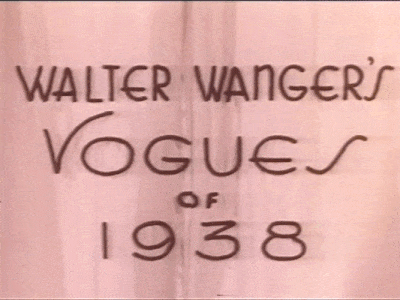 WALTER WANGER'S
VOGUES
OF
1938